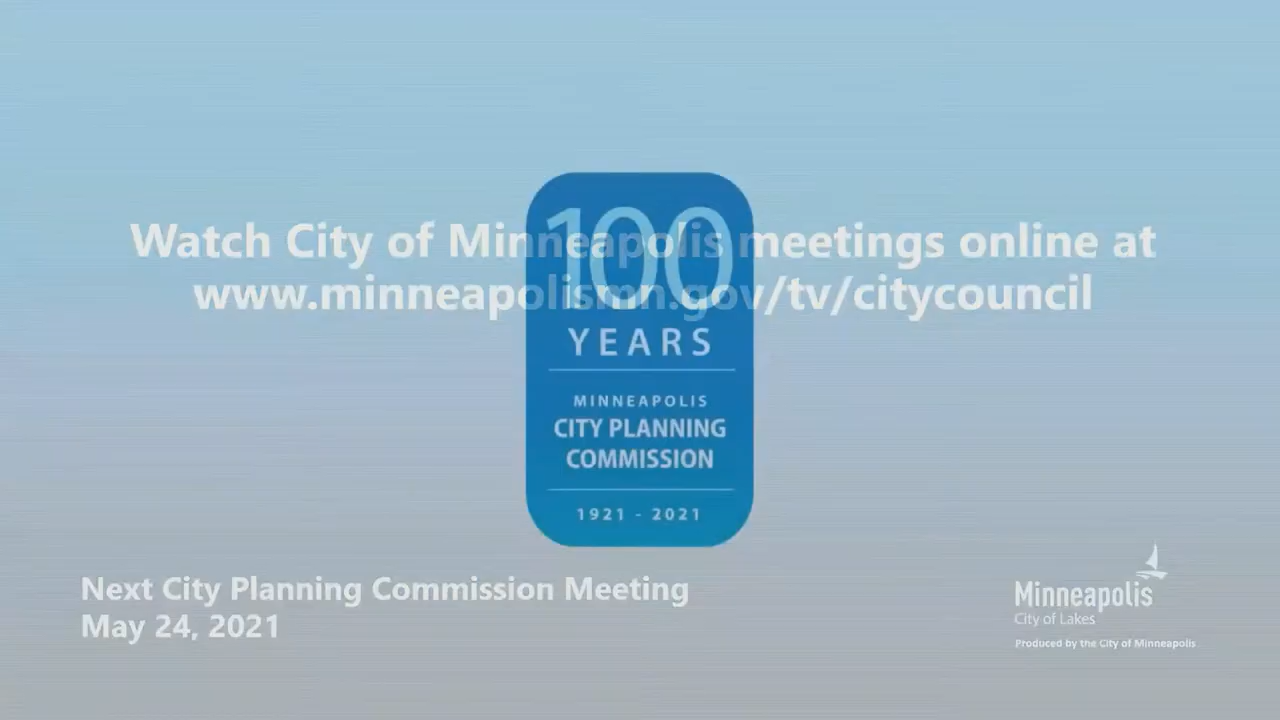 Watch City of Minneapolis meetings online at
www.minneapolismn.gov/tv/citycouncil
100
YEARS
MINNEAPOLIS
CITY PLANNING
COMMISSION
1921 - 2021
Next City Planning Commission Meeting
May 24, 2021
Minneapolis
City of Lakes
Produced by the City of Minneapolis